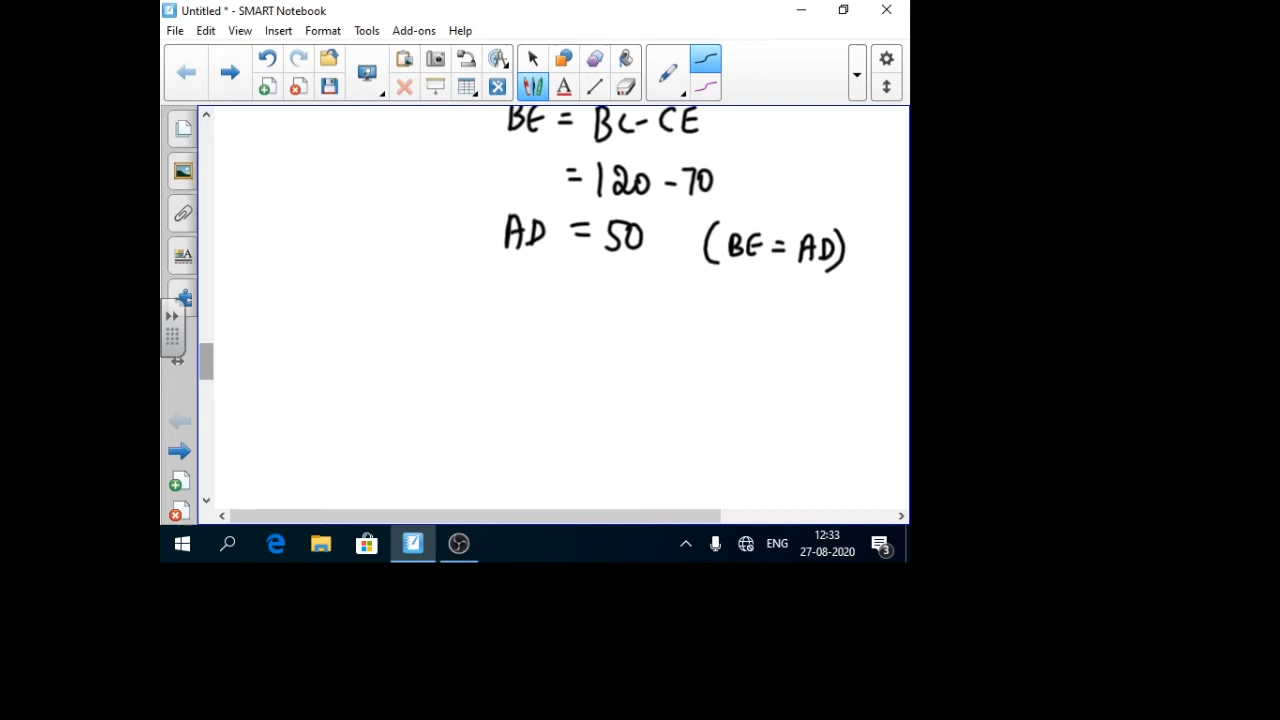 Untitled * - SMART Notebook
File Edit View Insert Format Tools Add-ons Help
BE = BC - CE
= 120 - 70
AD = 50 (BE = AD)
ENG
12:33
27-08-2020
3